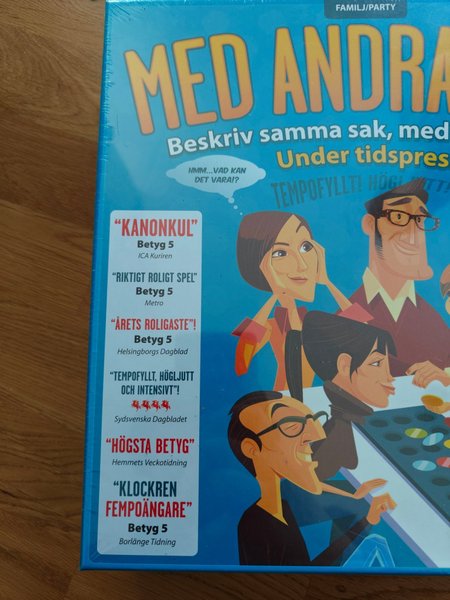 FAMILJ/PARTY
MED ANDRA
Beskriv samma sak, med
Under tidspres
MMM...VAD KAN
DET VARA!?
TEMPOFYLLT! HÖGLJUTT!
"KANONKUL"
Betyg 5
ICA Kuriren
"RIKTIGT ROLIGT SPEL"
Betyg 5
Metro
"ÅRETS ROLIGASTE"!
Betyg 5
Helsingborgs Dagblad
"TEMPOFYLLT, HÖGLJUTT
OCH INTENSIVT"!
Sydsvenska Dagbladet
"HÖGSTA BETYG"
Hemmets Veckotidning
"KLOCKREN
FEMPOÄNGARE"
Betyg 5
Borlänge Tidning